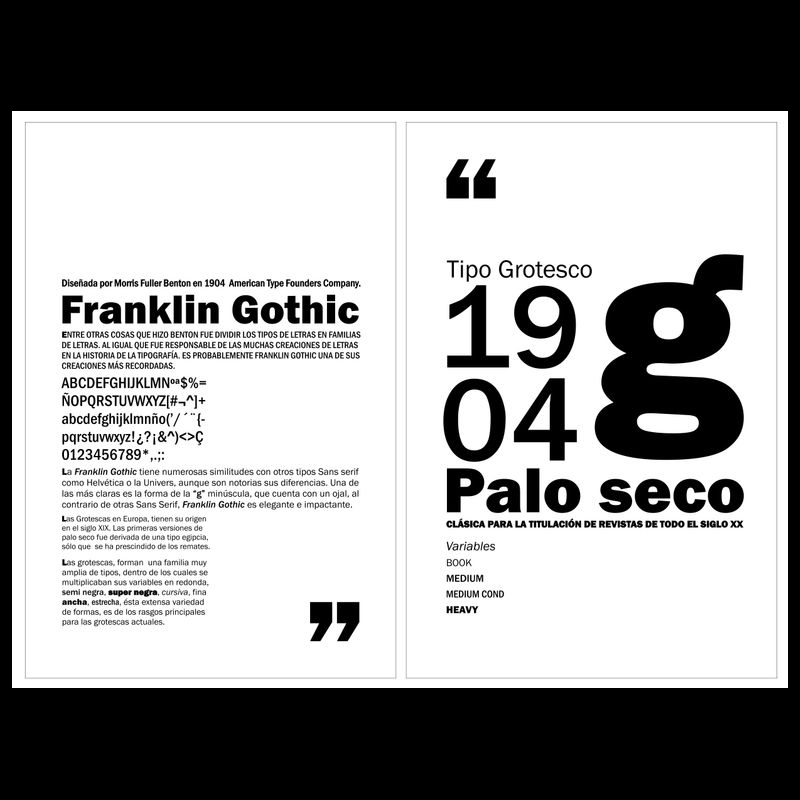 Diseñada por Morris Fuller Benton en 1904 American Type Founders Company.
Franklin Gothic
ENTRE OTRAS COSAS QUE HIZO BENTON FUE DIVIDIR LOS TIPOS DE LETRAS EN FAMILIAS
DE LETRAS. AL IGUAL QUE FUE RESPONSABLE DE LAS MUCHAS CREACIONES DE LETRAS
EN LA HISTORIA DE LA TIPOGRAFÍA. ES PROBABLEMENTE FRANKLIN GOTHIC UNA DE SUS
CREACIONES MÁS RECORDADAS.
ABCDEFGHIJKLMNºª$%=
ÑOPQRSTUVWXYZ[#¬^]+
abcdefghijklmnño('/ ´ ¨{-
pqrstuvwxyz!¿?¡&^)<>Ç
0123456789*,.;:
La Franklin Gothic tiene numerosas similitudes con otros tipos Sans serif
como Helvética o la Univers, aunque son notorias sus diferencias. Una de
las más claras es la forma de la “g” minúscula, que cuenta con un ojal, al
contrario de otras Sans Serif, Franklin Gothic es elegante e impactante.
Las Grotescas en Europa, tienen su origen
en el siglo XIX. Las primeras versiones de
palo seco fue derivada de una tipo egipcia,
sólo que se ha prescindido de los remates.
Las grotescas, forman una familia muy
amplia de tipos, dentro de los cuales se
multiplicaban sus variables en redonda,
semi negra, super negra, cursiva, fina
ancha, estrecha, ésta extensa variedad
de formas, es de los rasgos principales
para las grotescas actuales.
”
“
Tipo Grotesco
19
04
g
Palo seco
CLÁSICA PARA LA TITULACIÓN DE REVISTAS DE TODO EL SIGLO XX
Variables
BOOK
MEDIUM
MEDIUM COND
HEAVY